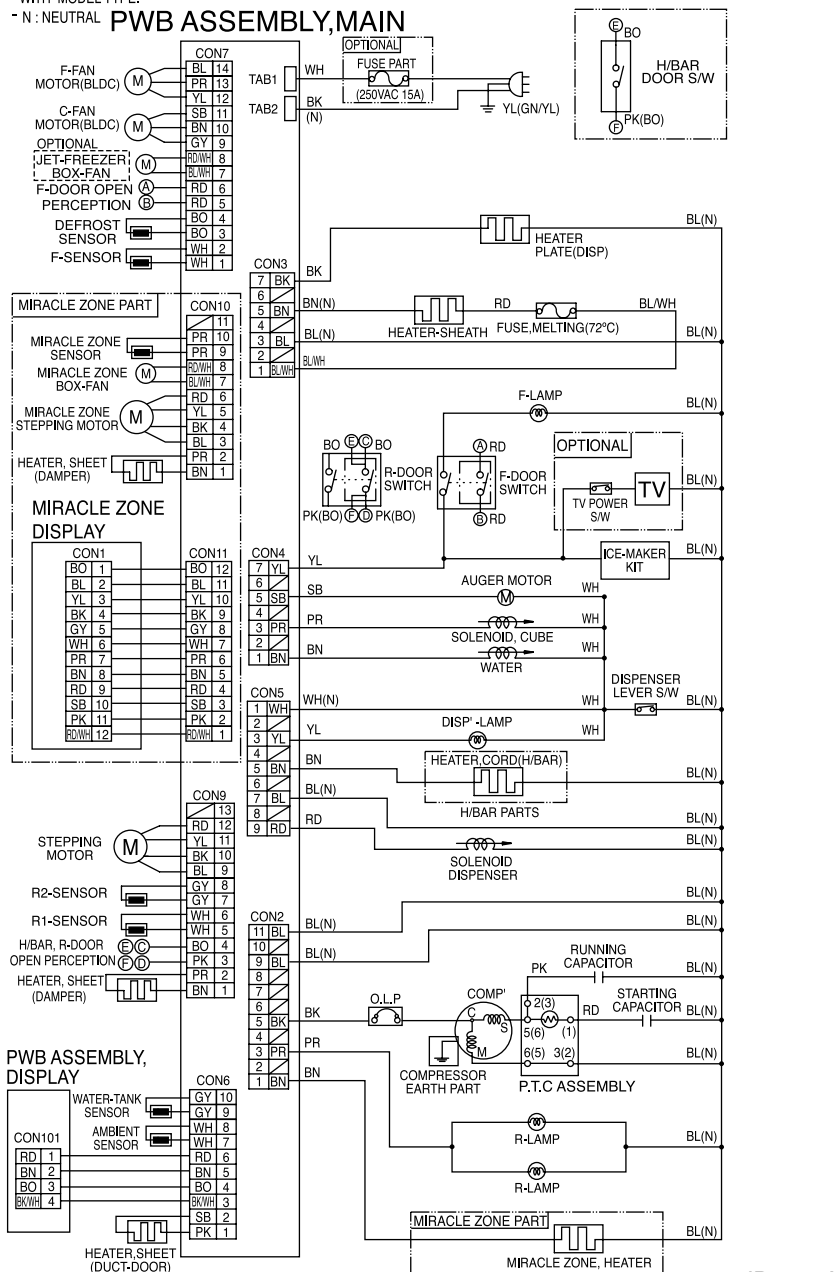 WITH MODEL TYPE.
- N : NEUTRAL
PWB ASSEMBLY,MAIN
CON7
BL 14
PR 13
YL 12
SB 11
BN 10
GY 9
RD/WH 8
BL/WH 7
RD 6
RD 5
BO 4
BO 3
WH 2
WH 1
F-FAN
MOTOR(BLDC)
M
C-FAN
MOTOR(BLDC)
M
OPTIONAL
JET-FREEZER
BOX-FAN
M
F-DOOR OPEN A
PERCEPTION B
DEFROST
SENSOR
F-SENSOR
TAB1
WH
TAB2
BK
(N)
OPTIONAL
FUSE PART
(250VAC 15A)
YL(GN/YL)
E
BO
H/BAR
DOOR S/W
F
PK(BO)
CON3
7 BK
6
5 BN
4
3 BL
2
1 BL/WH
BK
HEATER
PLATE(DISP)
BL(N)
BN(N)
HEATER-SHEATH
RD
FUSE,MELTING(72°C)
BL/WH
BL(N)
BL(N)
BL/WH
MIRACLE ZONE PART
CON10
11
PR 10
PR 9
RD/WH 8
BL/WH 7
RD 6
YL 5
BK 4
BL 3
PR 2
BN 1
MIRACLE ZONE
SENSOR
MIRACLE ZONE
BOX-FAN
M
MIRACLE ZONE
STEPPING MOTOR
M
HEATER, SHEET
(DAMPER)
F-LAMP
BL(N)
BO E C BO
R-DOOR
SWITCH
PK(BO) F D PK(BO)
A RD
F-DOOR
SWITCH
B RD
OPTIONAL
TV POWER
S/W
TV
BL(N)
ICE-MAKER
KIT
BL(N)
MIRACLE ZONE
DISPLAY
CON1
BO 1
BL 2
YL 3
BK 4
GY 5
WH 6
PR 7
BN 8
RD 9
SB 10
PK 11
RD/WH 12
CON11
BO 12
BL 11
YL 10
BK 9
GY 8
WH 7
PR 6
BN 5
RD 4
SB 3
PK 2
RD/WH 1
CON4
7 YL
6
5 SB
4
3 PR
2
1 BN
YL
SB
AUGER MOTOR
M
WH
PR
SOLENOID, CUBE
WH
BN
WATER
WH
CON5
1 WH
2
3 YL
4
5 BN
6
7 BL
8
9 RD
WH(N)
WH
DISPENSER
LEVER S/W
BL(N)
YL
DISP' -LAMP
WH
BN
HEATER,CORD(H/BAR)
H/BAR PARTS
BL(N)
BL(N)
BL(N)
RD
SOLENOID
DISPENSER
BL(N)
CON9
13
RD 12
YL 11
BK 10
BL 9
GY 8
GY 7
WH 6
WH 5
BO 4
PK 3
PR 2
BN 1
STEPPING
MOTOR
M
R2-SENSOR
R1-SENSOR
H/BAR, R-DOOR E C
OPEN PERCEPTION F D
HEATER, SHEET
(DAMPER)
CON2
11 BL
10
9 BL
8
7
6
5 BK
4
3 PR
2
1 BN
BL(N)
BL(N)
BL(N)
BL(N)
BK
O.L.P
COMP'
C
S
M
COMPRESSOR
EARTH PART
PK
RUNNING
CAPACITOR
BL(N)
2(3)
5(6)
(1)
6(5)
3(2)
RD
STARTING
CAPACITOR
BL(N)
BL(N)
P.T.C ASSEMBLY
PR
R-LAMP
R-LAMP
BL(N)
BN
MIRACLE ZONE PART
MIRACLE ZONE, HEATER
BL(N)
PWB ASSEMBLY,
DISPLAY
CON101
RD 1
BN 2
BO 3
BK/WH 4
CON6
GY 10
GY 9
WH 8
WH 7
RD 6
BN 5
BO 4
BK/WH 3
SB 2
PK 1
WATER-TANK
SENSOR
AMBIENT
SENSOR
HEATER,SHEET
(DUCT-DOOR)